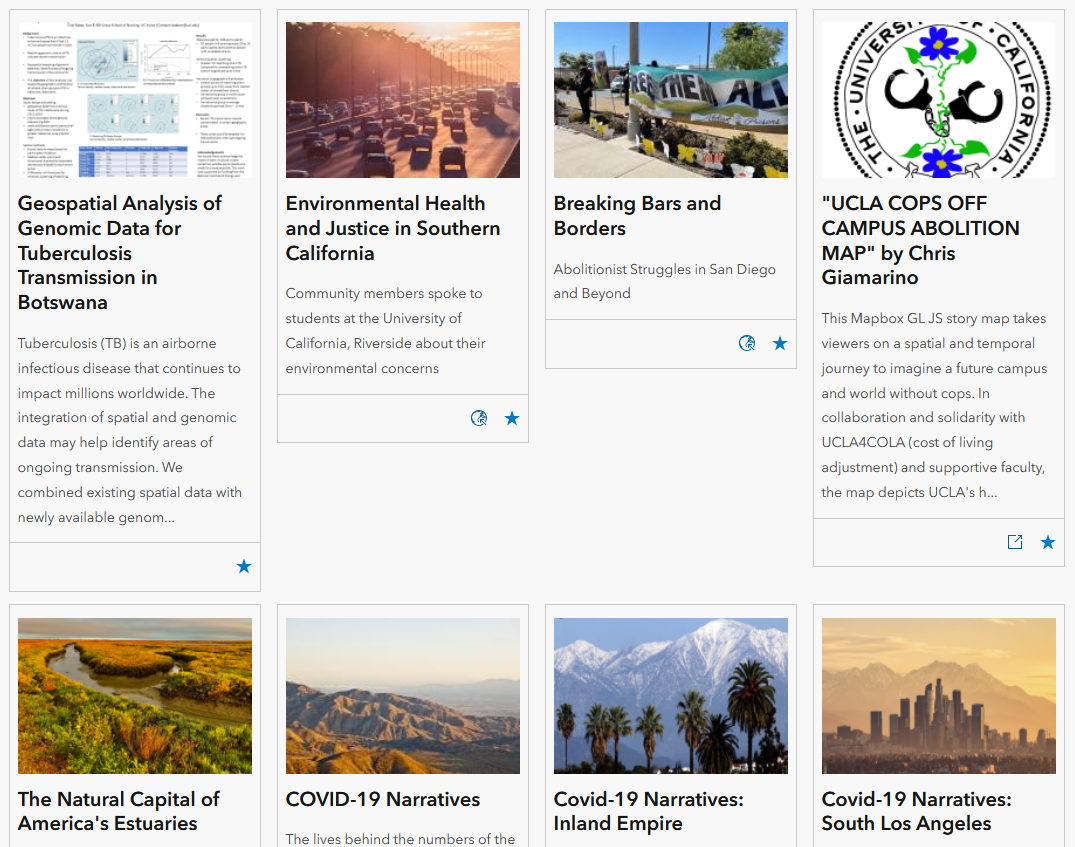 Geospatial Analysis of
Genomic Data for
Tuberculosis
Transmission in
Botswana
Tuberculosis (TB) is an airborne
infectious disease that continues to
impact millions worldwide. The
integration of spatial and genomic
data may help identify areas of
ongoing transmission. We
combined existing spatial data with
newly available genom...
Environmental Health
and Justice in Southern
California
Community members spoke to
students at the University of
California, Riverside about their
environmental concerns
ALL
Breaking Bars and
Borders
Abolitionist Struggles in San Diego
and Beyond
THE · UNIVERSITY OF · CALIFORNIA
"UCLA COPS OFF
CAMPUS ABOLITION
MAP" by Chris
Giamarino
This Mapbox GL JS story map takes
viewers on a spatial and temporal
journey to imagine a future campus
and world without cops. In
collaboration and solidarity with
UCLA4COLA (cost of living
adjustment) and supportive faculty,
the map depicts UCLA's h...
The Natural Capital of
America's Estuaries
COVID-19 Narratives
The lives behind the numbers of the
Covid-19 Narratives:
Inland Empire
Covid-19 Narratives:
South Los Angeles